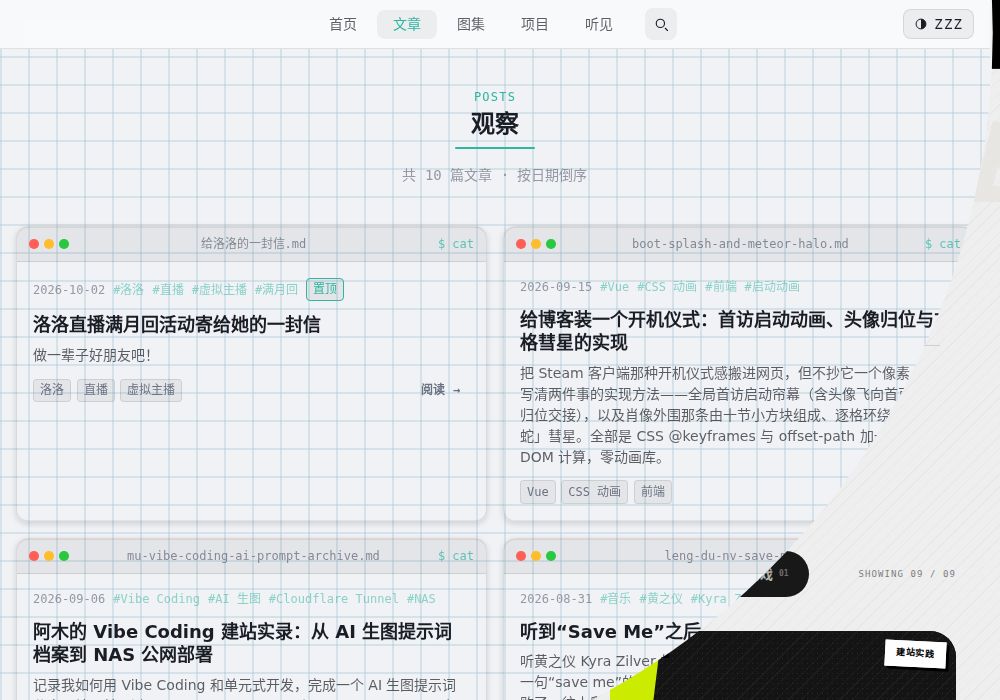 首页
文章
图集
项目
听见
ZZZ
POSTS
观察
共 10 篇文章 · 按日期倒序
给洛洛的一封信.md
$ cat
2026-10-02 #洛洛 #直播 #虚拟主播 #满月回 置顶
洛洛直播满月回活动寄给她的一封信
做一辈子好朋友吧！
洛洛 直播 虚拟主播
阅读 →
boot-splash-and-meteor-halo.md
$ cat
2026-09-15 #Vue #CSS 动画 #前端 #启动动画
给博客装一个开机仪式：首访启动动画、头像归位与
格彗星的实现
把 Steam 客户端那种开机仪式感搬进网页，但不抄它一个像素
写清两件事的实现方法——全局首访启动帘幕（含头像飞向首
归位交接），以及肖像外围那条由十节小方块组成、逐格环绕
蛇」彗星。全部是 CSS @keyframes 与 offset-path 加
DOM 计算，零动画库。
Vue CSS 动画 前端
mu-vibe-coding-ai-prompt-archive.md
$ cat
2026-09-06 #Vibe Coding #AI 生图 #Cloudflare Tunnel #NAS
阿木的 Vibe Coding 建站实录：从 AI 生图提示词
档案到 NAS 公网部署
记录我如何用 Vibe Coding 和单元式开发，完成一个 AI 生图提示词
leng-du-nv-save-
2026-08-31 #音乐 #黄之仪 #Kyra
听到“Save Me”之后
听黄之仪 Kyra Zilver
一句“save me”
戏 01
SHOWING 09 / 09
建站实践